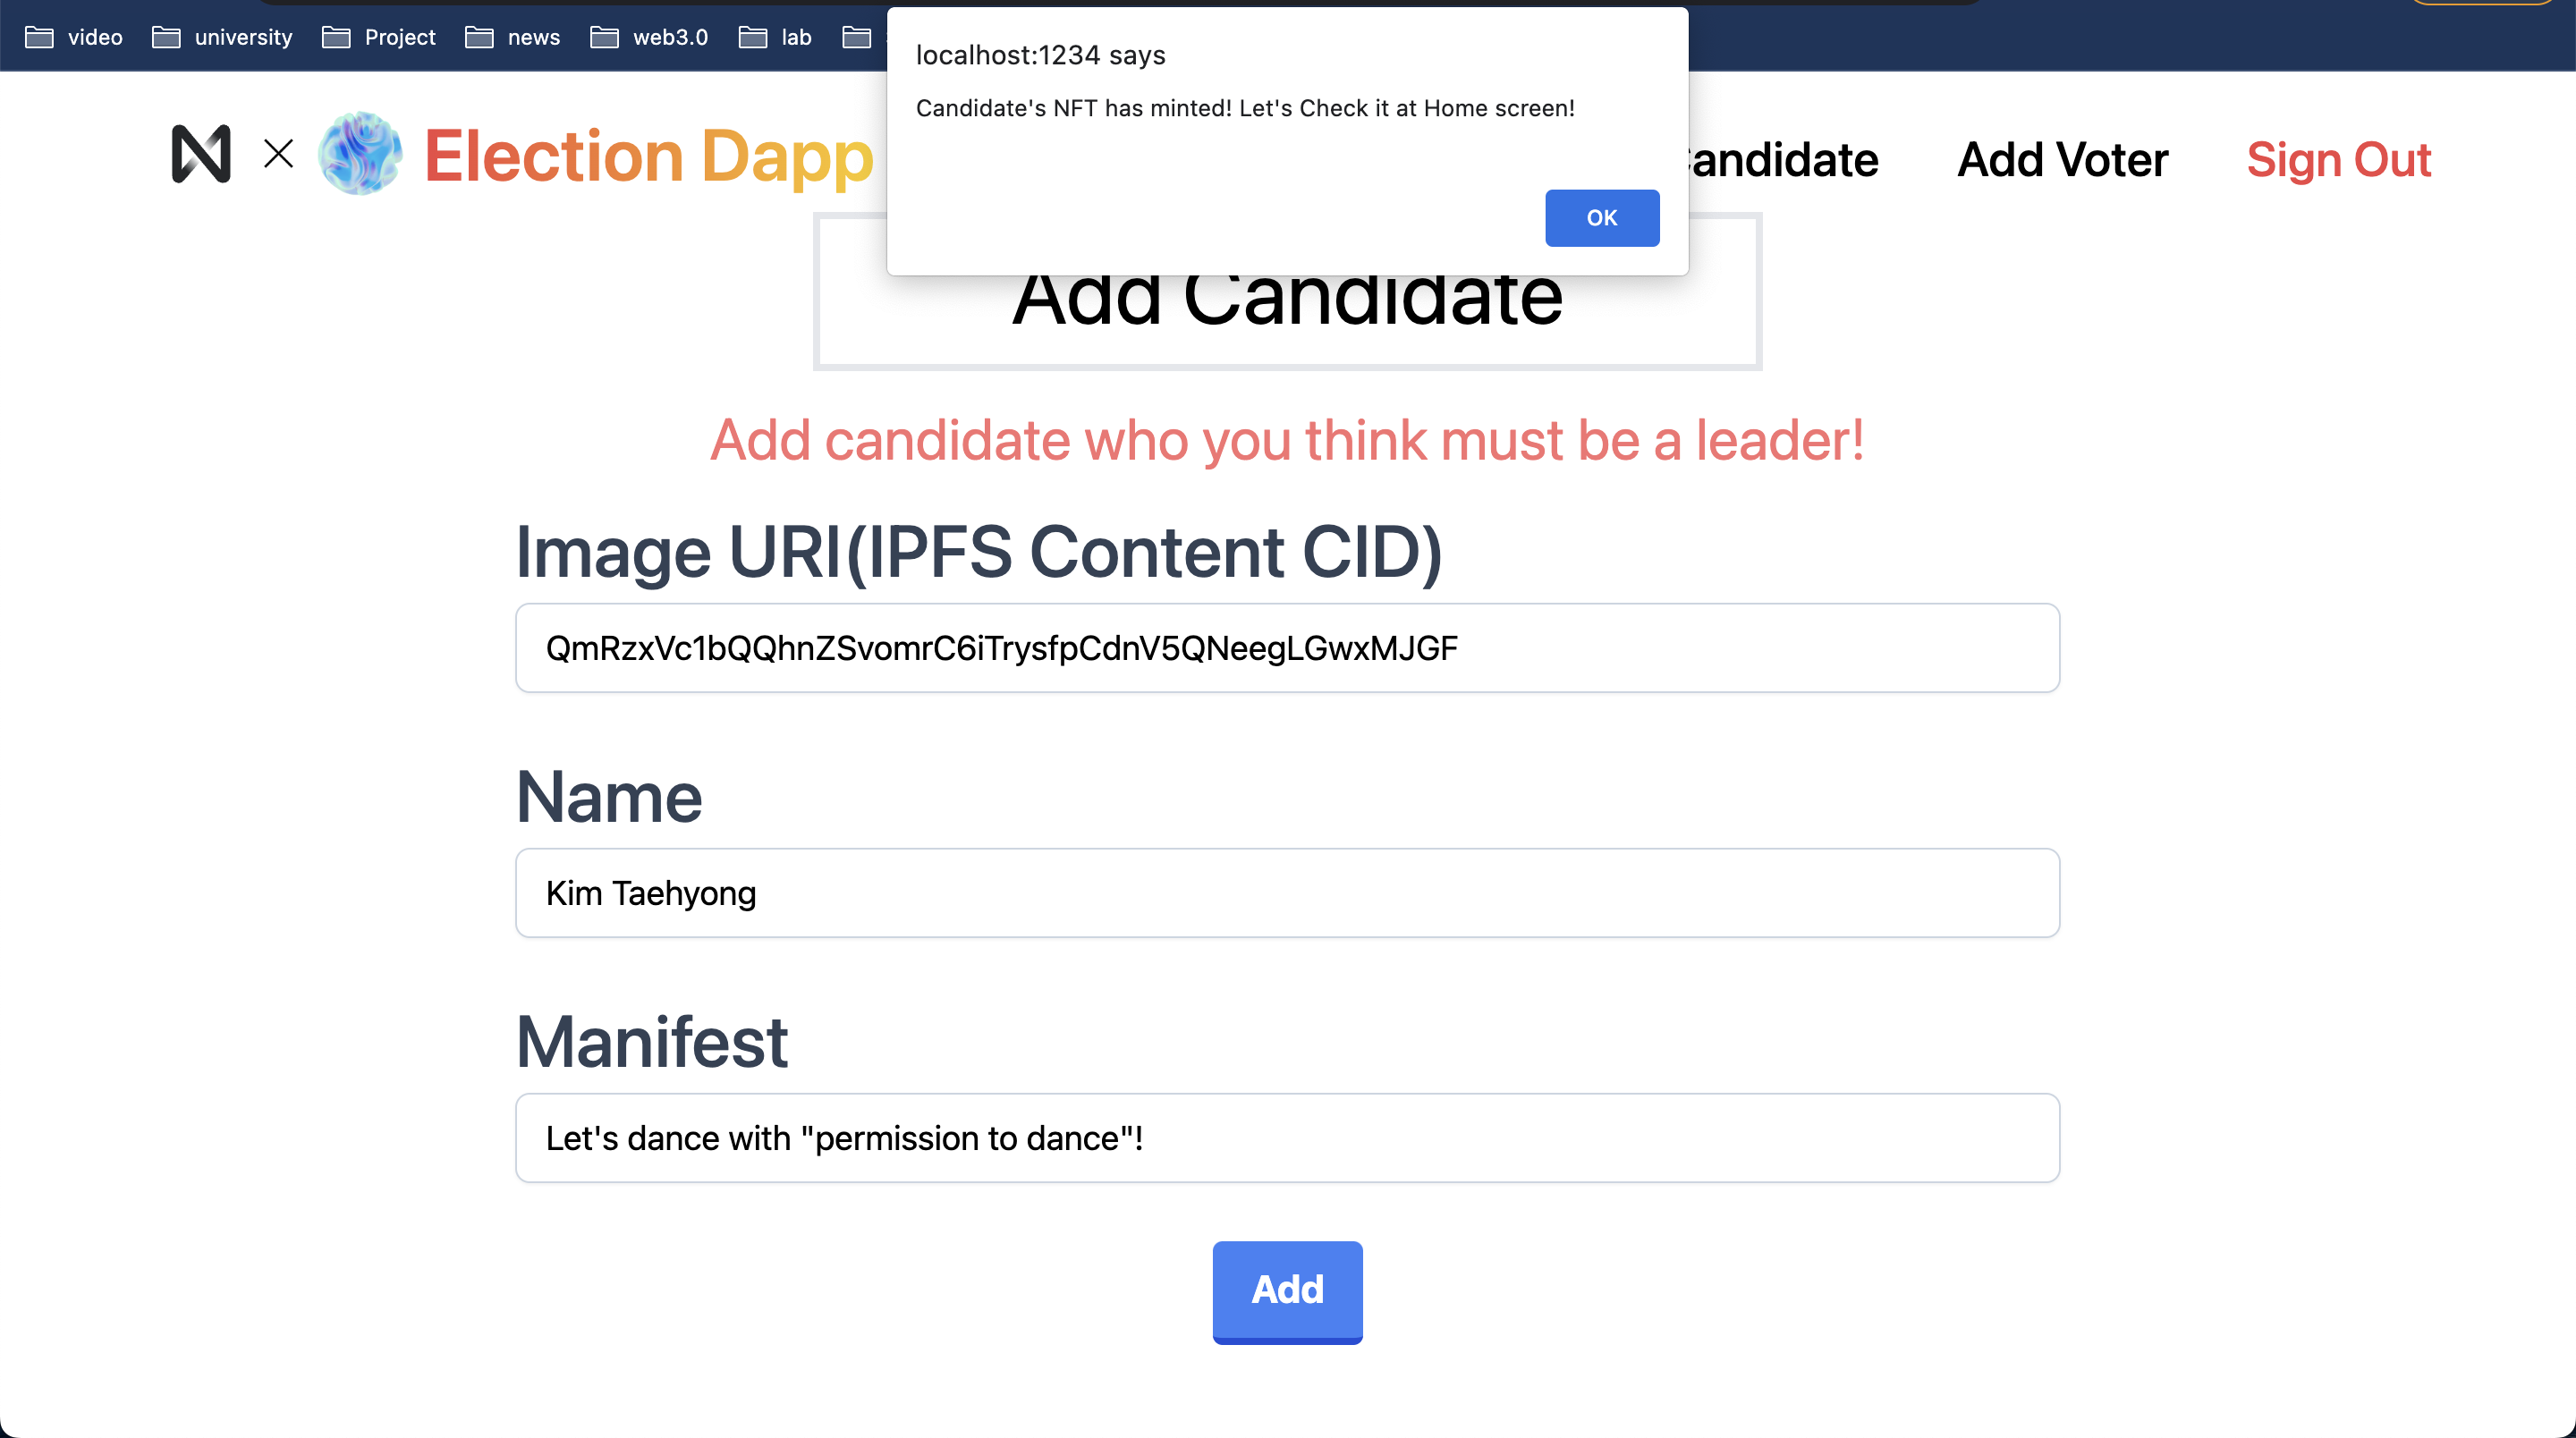 video university Project news web3.0 lab
localhost:1234 says
Candidate's NFT has minted! Let's Check it at Home screen!
OK
Election Dapp
Candidate Add Voter Sign Out
Add Candidate
Add candidate who you think must be a leader!
Image URI(IPFS Content CID)
QmRzxVc1bQQhnZSvomrC6iTrysfpCdnV5QNeegLGwxMJGF
Name
Kim Taehyong
Manifest
Let's dance with "permission to dance"!
Add